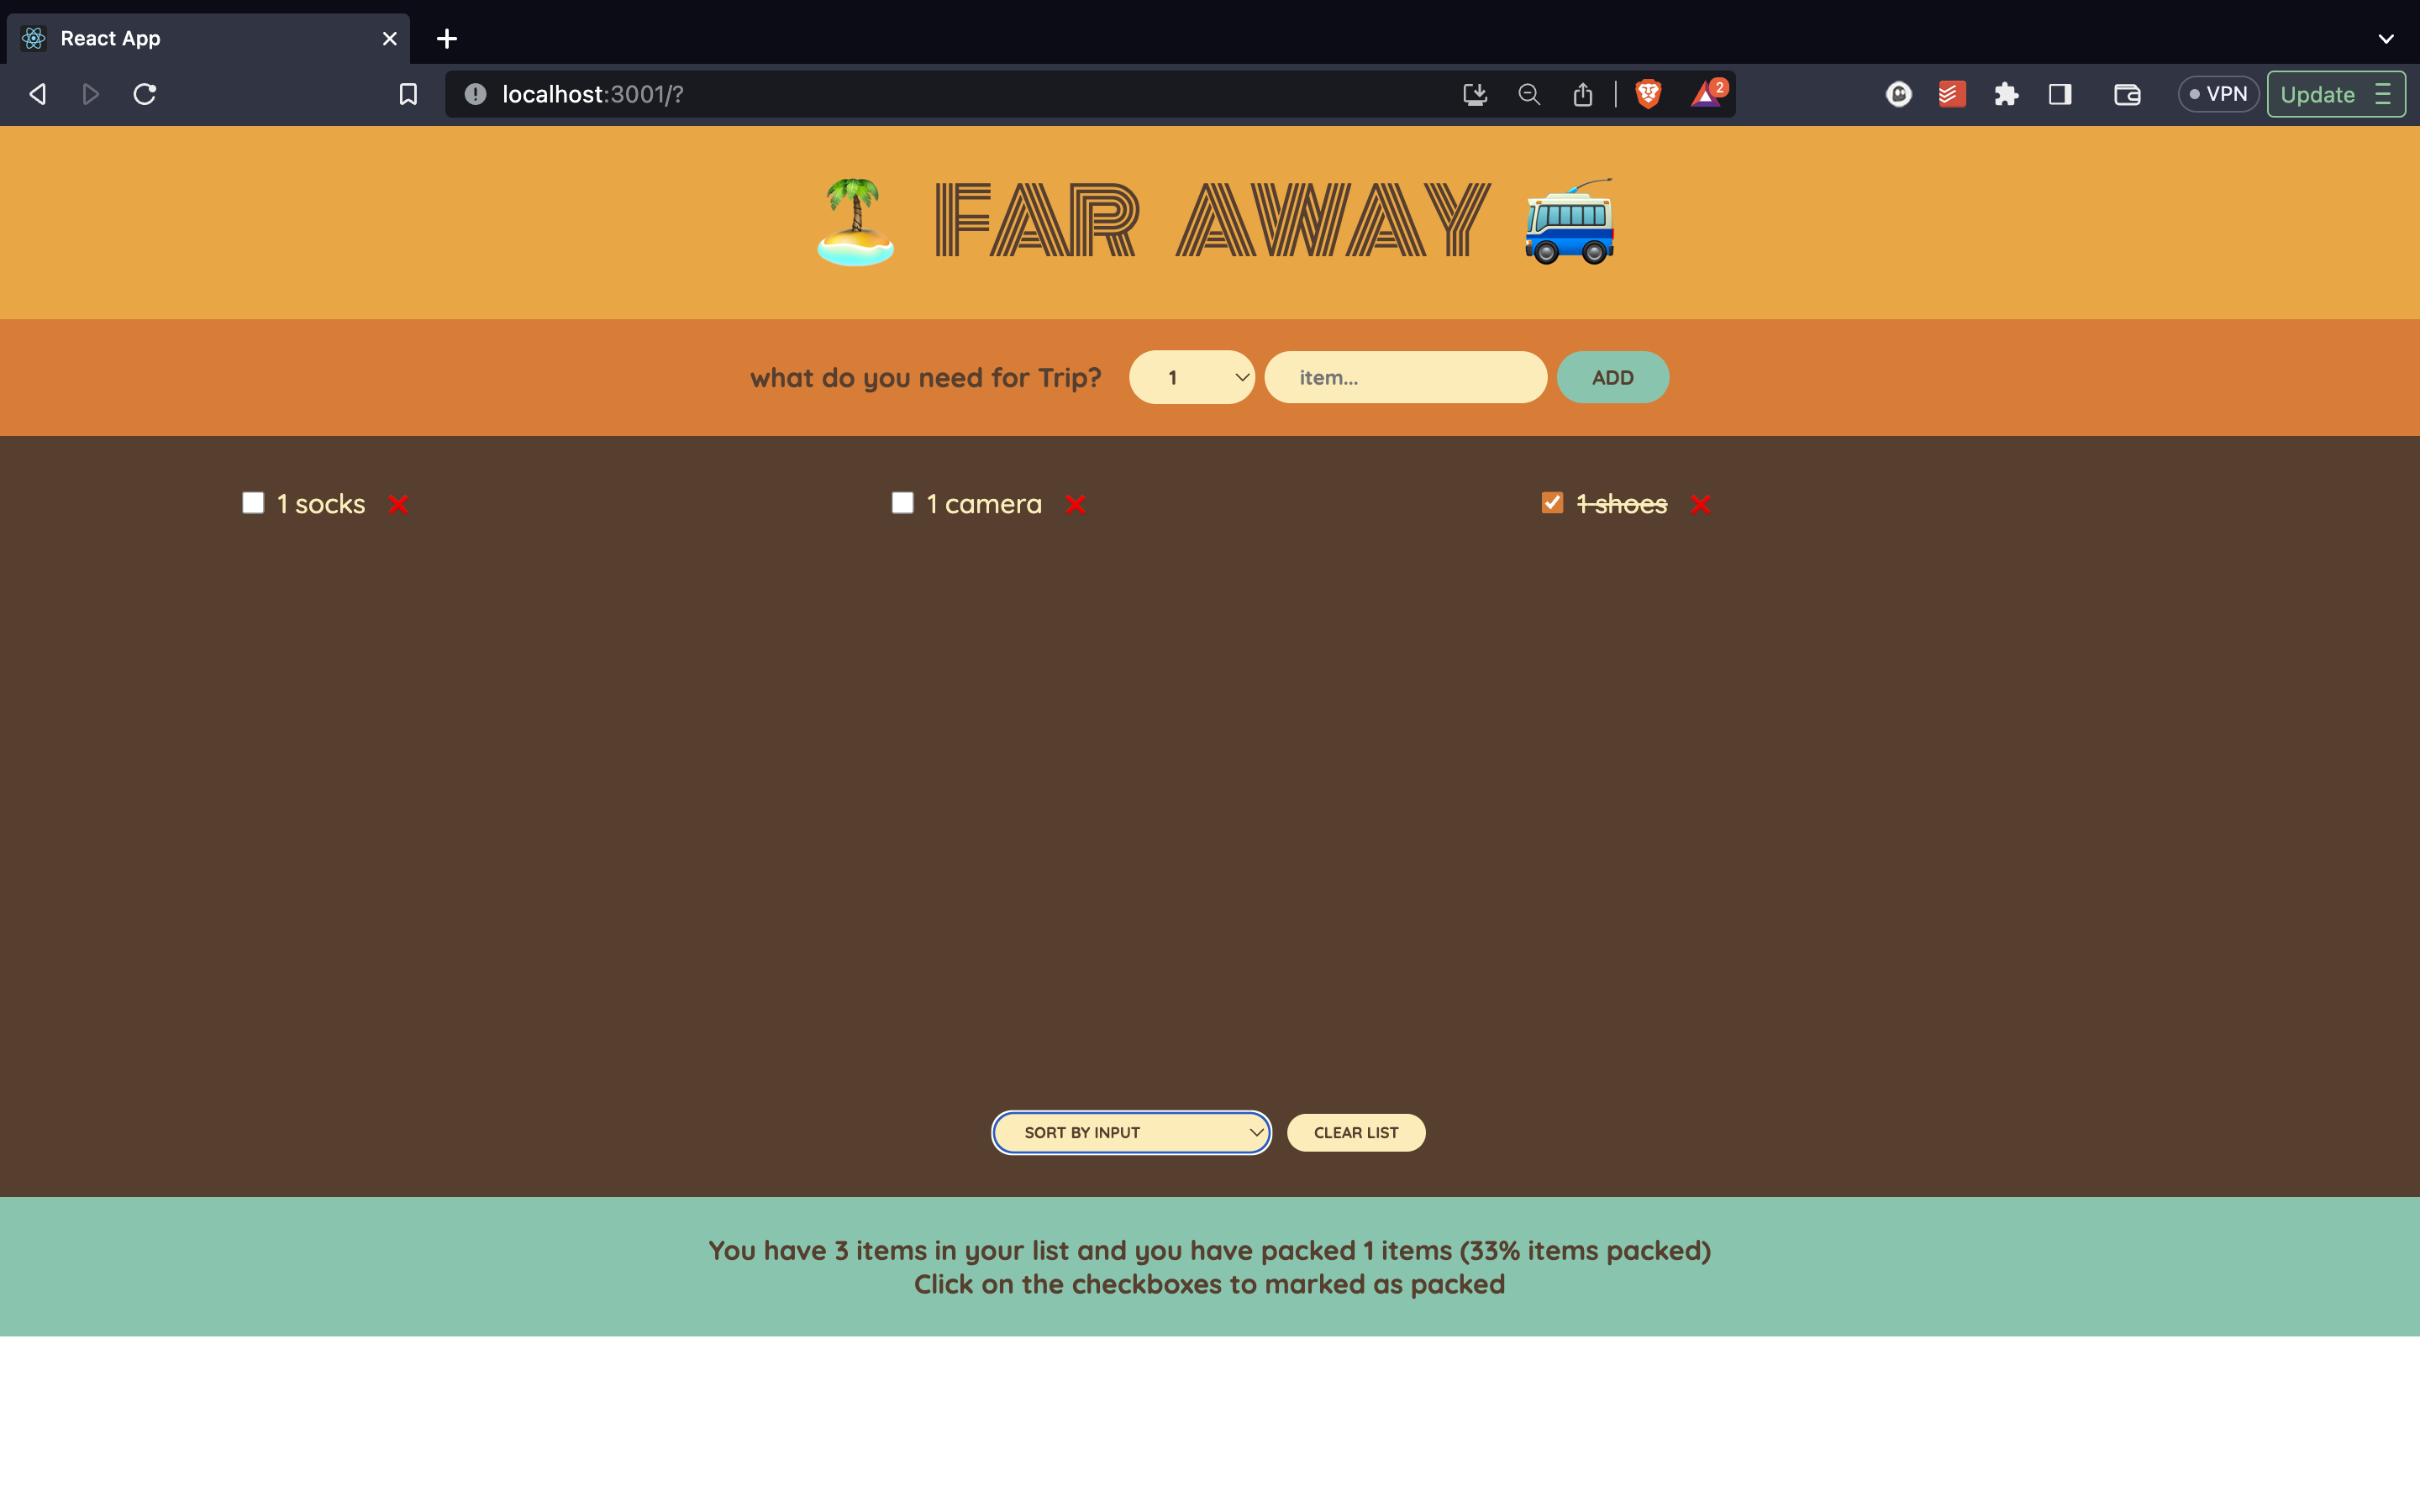 React App
localhost:3001/?
2
VPN
Update
FAR AWAY
what do you need for Trip?
1
item...
ADD
1 socks
1 camera
1 shoes
SORT BY INPUT
CLEAR LIST
You have 3 items in your list and you have packed 1 items (33% items packed)
Click on the checkboxes to marked as packed